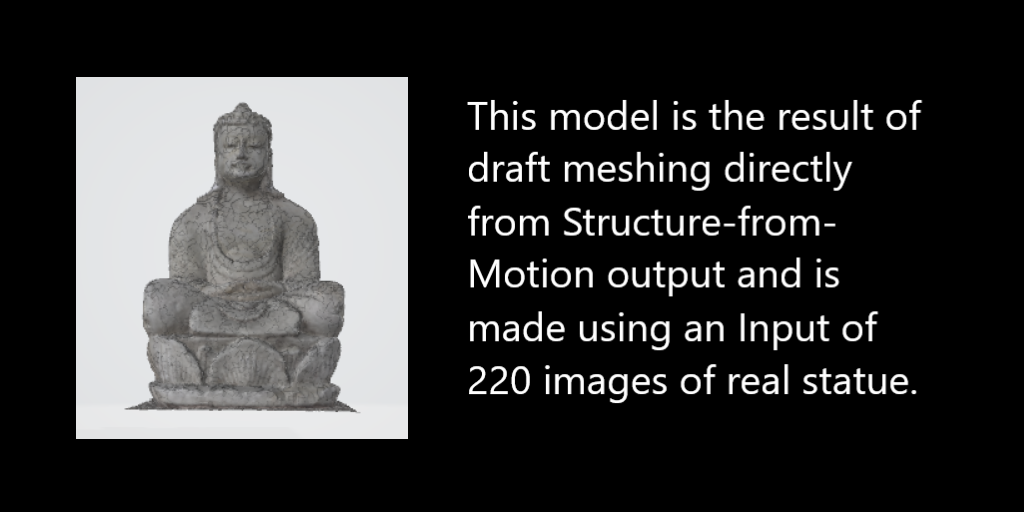 This model is the result of
draft meshing directly
from Structure-from-
Motion output and is
made using an Input of
220 images of real statue.